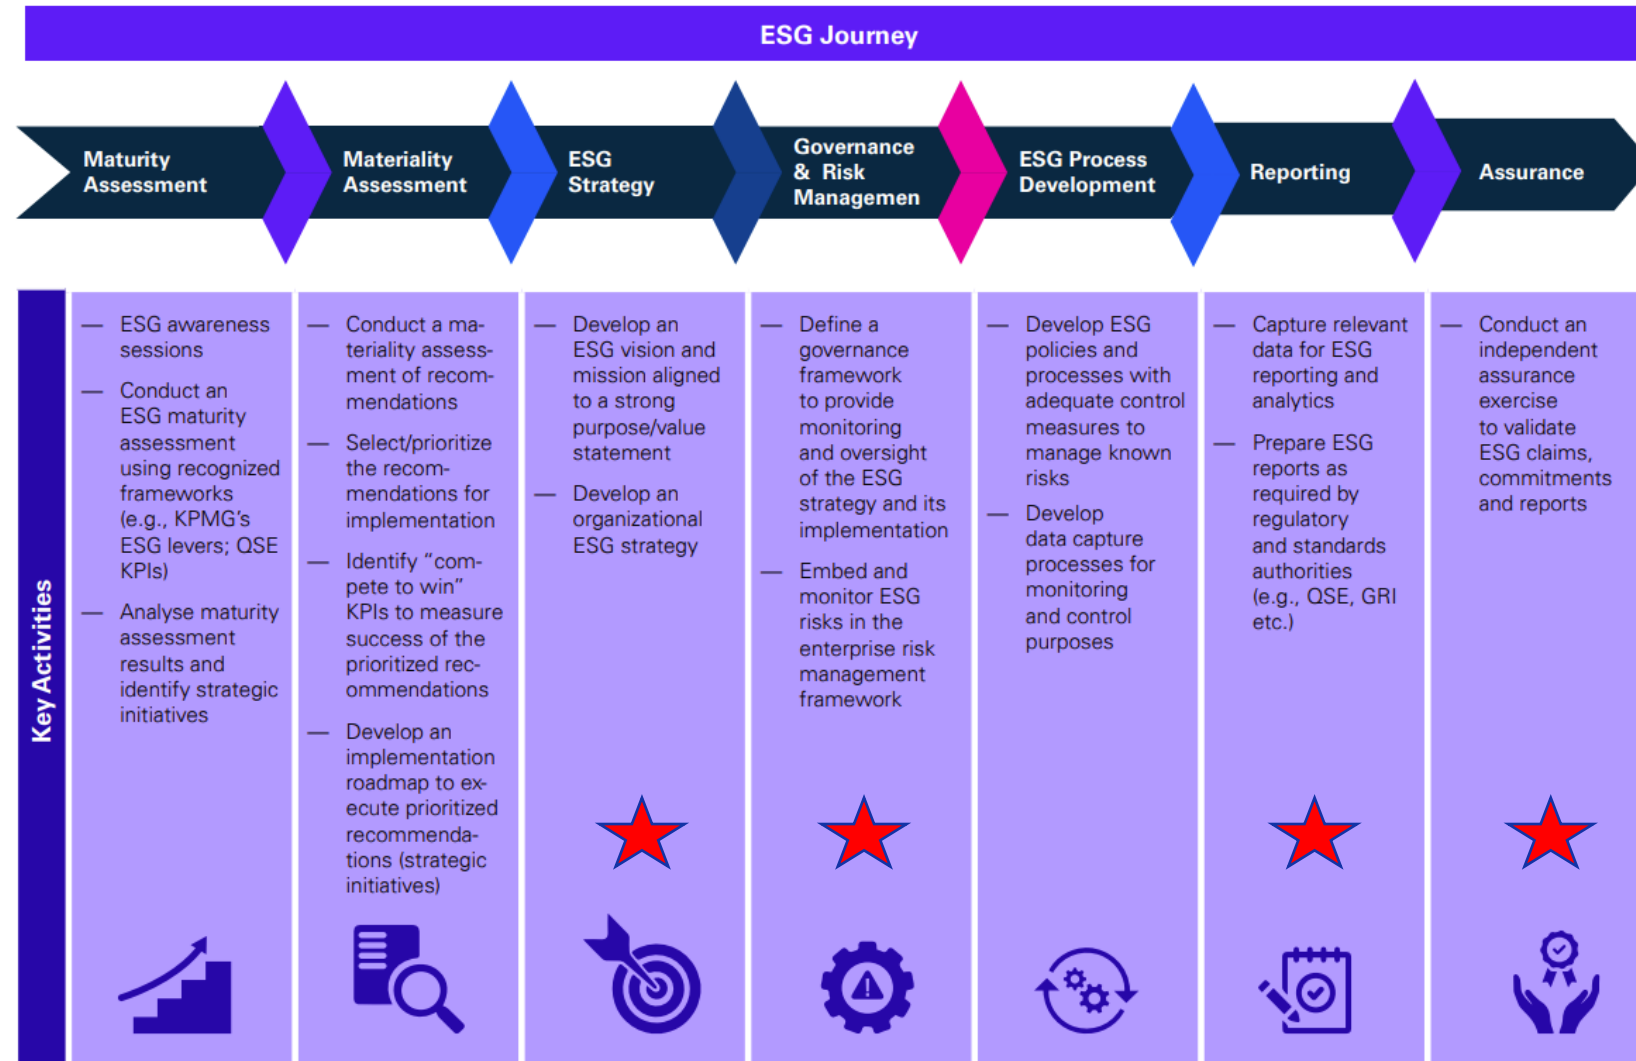 ESG Journey
Maturity
Assessment
Materiality
Assessment
ESG
Strategy
Governance
& Risk
Managemen
ESG Process
Development
Reporting
Assurance
Key Activities
— ESG awareness
sessions
— Conduct an
ESG maturity
assessment
using recognized
frameworks
(e.g., KPMG's
ESG levers; QSE
KPIs)
— Analyse maturity
assessment
results and
identify strategic
initiatives
— Conduct a ma-
teriality assess-
ment of recom-
mendations
— Select/prioritize
the recom-
mendations for
implementation
— Identify “com-
pete to win”
KPIs to measure
success of the
prioritized rec-
ommendations
— Develop an
implementation
roadmap to ex-
ecute prioritized
recommenda-
tions (strategic
initiatives)
— Develop an
ESG vision and
mission aligned
to a strong
purpose/value
statement
— Develop an
organizational
ESG strategy
— Define a
governance
framework
to provide
monitoring
and oversight
of the ESG
strategy and its
implementation
— Embed and
monitor ESG
risks in the
enterprise risk
management
framework
— Develop ESG
policies and
processes with
adequate control
measures to
manage known
risks
— Develop
data capture
processes for
monitoring
and control
purposes
— Capture relevant
data for ESG
reporting and
analytics
— Prepare ESG
reports as
required by
regulatory
and standards
authorities
(e.g., QSE, GRI
etc.)
— Conduct an
independent
assurance
exercise
to validate
ESG claims,
commitments
and reports